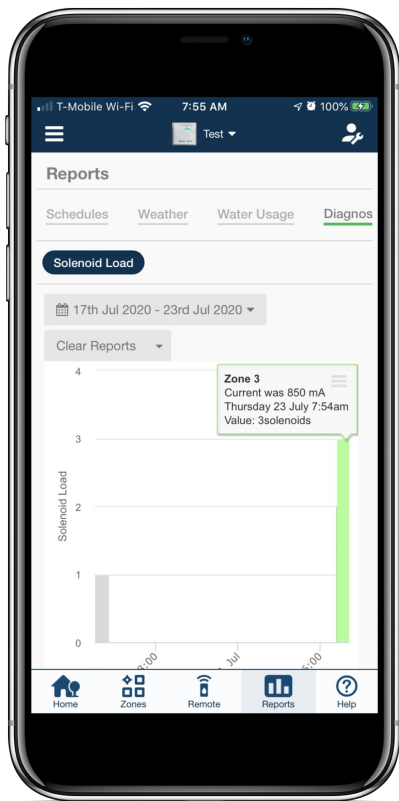 T-Mobile Wi-Fi 7:55 AM 100%
Test
Reports
Schedules Weather Water Usage Diagnos
Solenoid Load
17th Jul 2020 - 23rd Jul 2020
Clear Reports
Zone 3
Current was 850 mA
Thursday 23 July 7:54am
Value: 3solenoids
4
3
2
1
0
Solenoid Load
Jul
Home Zones Remote Reports Help